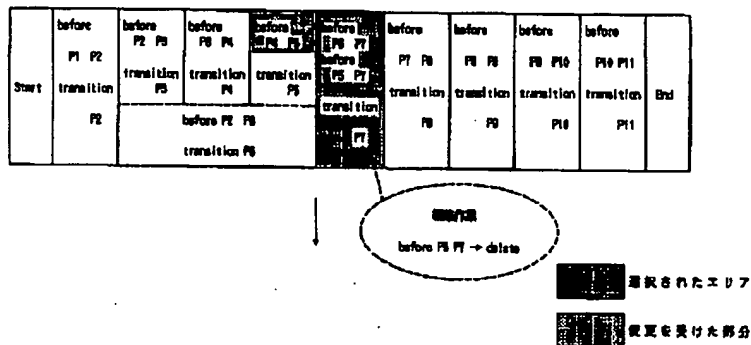 Start
before
P1 P2
transition
P2
before
P2 P3
transition
P3
before
P3 P4
transition
P4
before
P4 P5
transition
P5
before P2 P6
transition P6
before
P6 P7
before
P5 P7
transition
P7
before
P7 P8
transition
P8
before
P8 P9
transition
P9
before
P9 P10
transition
P10
before
P10 P11
transition
P11
End
before P5 P7 → delete
選択されたエリア
変更を受けた部分